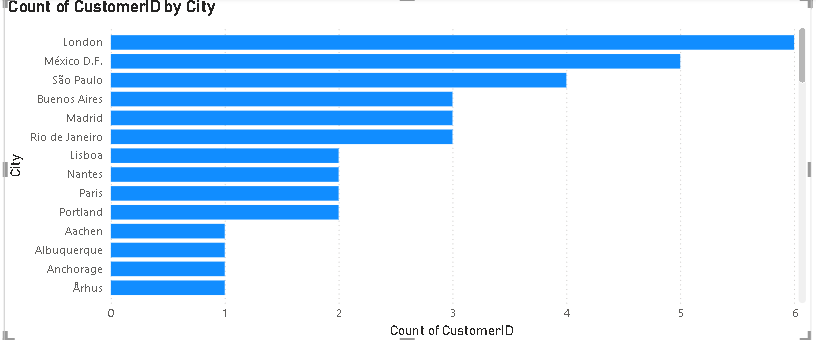 Count of CustomerID by City
London
México D.F.
São Paulo
Buenos Aires
Madrid
Rio de Janeiro
Lisboa
Nantes
Paris
Portland
Aachen
Albuquerque
Anchorage
Århus
City
0 1 2 3 4 5 6
Count of CustomerID